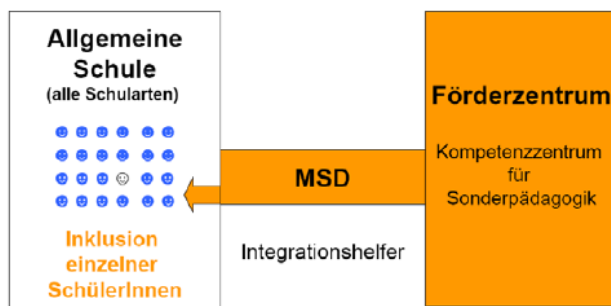 Allgemeine
Schule
(alle Schularten)
Inklusion
einzelner
SchülerInnen
MSD
Integrationshelfer
Förderzentrum
Kompetenzzentrum
für
Sonderpädagogik